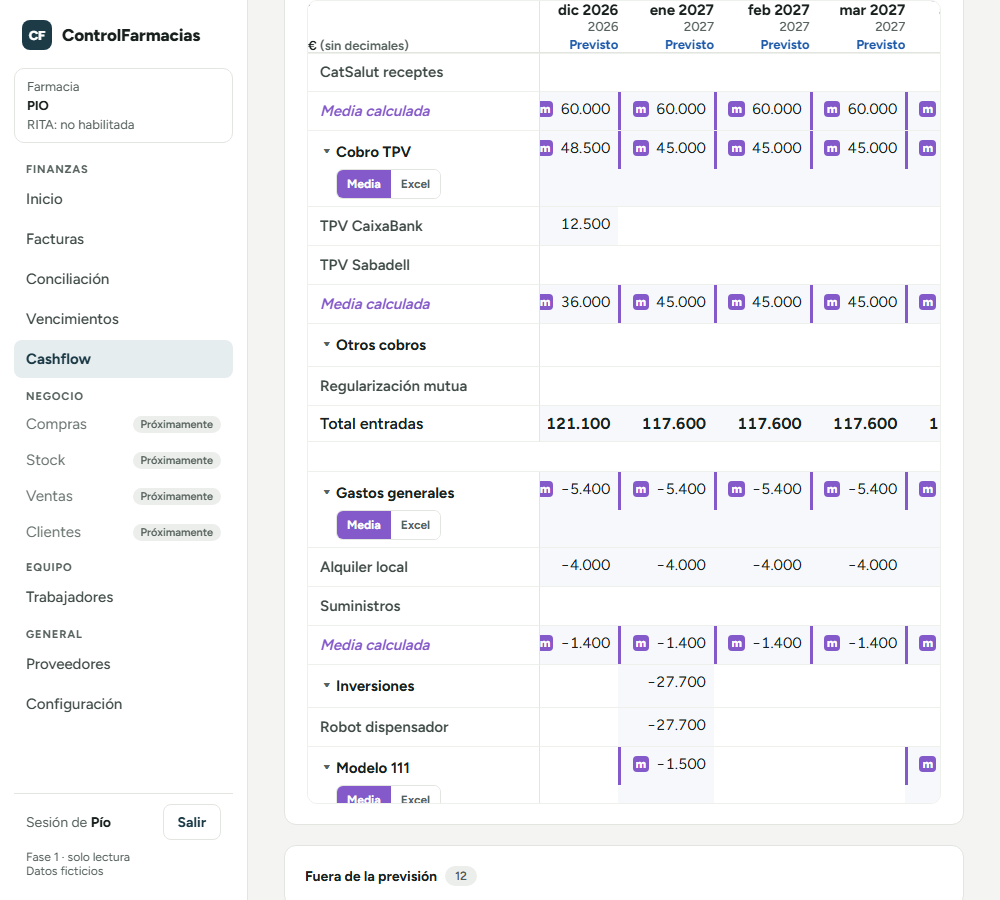 CF ControlFarmacias
Farmacia
PIO
RITA: no habilitada
FINANZAS
Inicio
Facturas
Conciliación
Vencimientos
Cashflow
NEGOCIO
Compras Próximamente
Stock Próximamente
Ventas Próximamente
Clientes Próximamente
EQUIPO
Trabajadores
GENERAL
Proveedores
Configuración
Sesión de Pío Salir
Fase 1 · solo lectura
Datos ficticios
dic 2026 ene 2027 feb 2027 mar 2027
2026 2027 2027 2027
€ (sin decimales) Previsto Previsto Previsto Previsto
CatSalut receptes
Media calculada m 60.000 m 60.000 m 60.000 m 60.000 m
Cobro TPV m 48.500 m 45.000 m 45.000 m 45.000 m
Media Excel
TPV CaixaBank 12.500
TPV Sabadell
Media calculada m 36.000 m 45.000 m 45.000 m 45.000 m
Otros cobros
Regularización mutua
Total entradas 121.100 117.600 117.600 117.600 1
Gastos generales m −5.400 m −5.400 m −5.400 m −5.400 m
Media Excel
Alquiler local −4.000 −4.000 −4.000 −4.000
Suministros
Media calculada m −1.400 m −1.400 m −1.400 m −1.400 m
Inversiones −27.700
Robot dispensador −27.700
Modelo 111 m −1.500 m
Media Excel
Fuera de la previsión 12